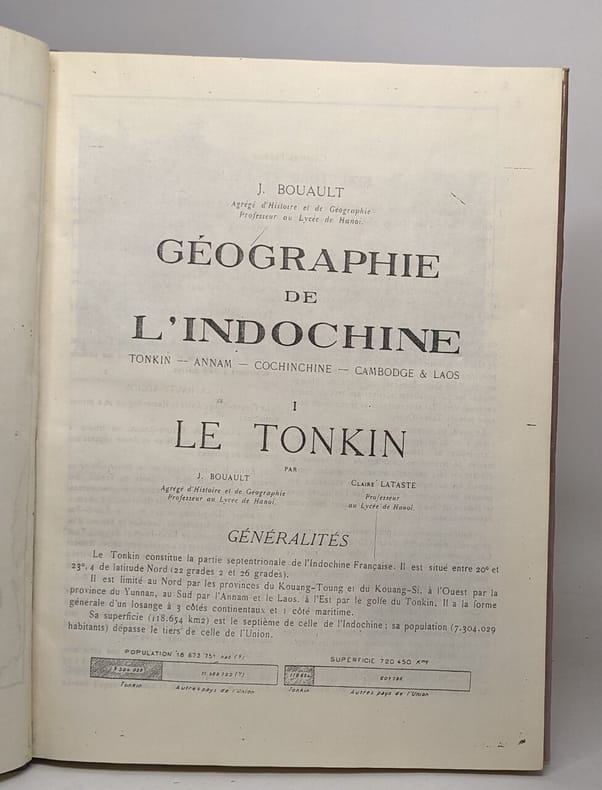 J. BOUAULT
Agrégé d'Histoire et de Géographie
Professeur au Lycée de Hanoi.
GÉOGRAPHIE
DE
L'INDOCHINE
TONKIN — ANNAM — COCHINCHINE — CAMBODGE & LAOS
I
LE TONKIN
PAR
J. BOUAULT
Agrégé d'Histoire et de Géographie
Professeur au Lycée de Hanoi.
CLAIRE LATASTE
Professeur
au Lycée de Hanoi.
GÉNÉRALITÉS
Le Tonkin constitue la partie septentrionale de l'Indochine Française. Il est situé entre 20° et
23°, 4 de latitude Nord (22 grades 2 et 26 grades).
Il est limité au Nord par les provinces du Kouang-Toung et du Kouang-Si, à l'Ouest par la
province du Yunnan, au Sud par l'Annam et le Laos, à l'Est par le golfe du Tonkin. Il a la forme
générale d'un losange à 3 côtés continentaux et 1 côté maritime.
Sa superficie (118.654 km2) est le septième de celle de l'Indochine; sa population (7.304.029
habitants) dépasse le tiers de celle de l'Union.
POPULATION 18 873 751
SUPERFICIE 720 450
Tonkin
Autres pays de l'Union
Tonkin
Autres pays de l'Union